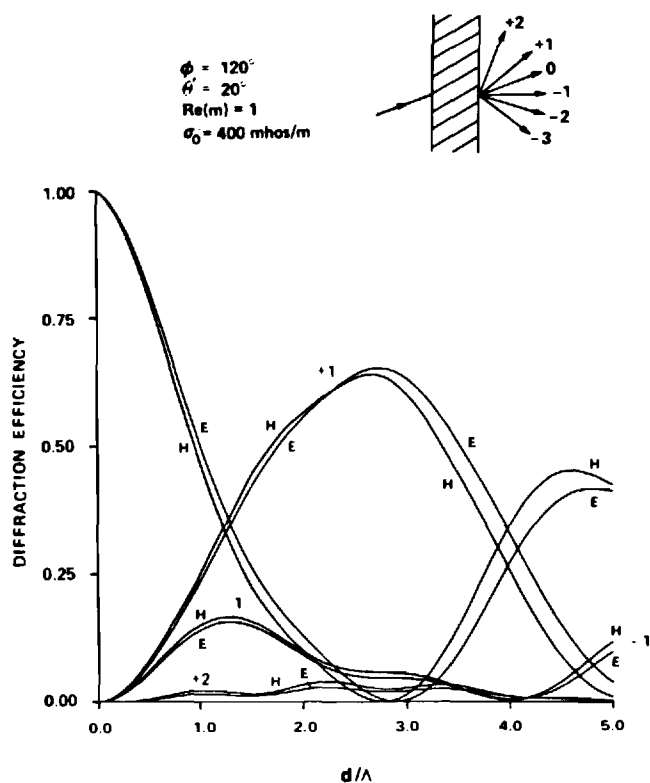 ϕ = 120°
θ' = 20°
Re(m) = 1
σ₀ = 400 mhos/m
+2
+1
0
-1
-2
-3
1.00
0.75
0.50
0.25
0.00
DIFFRACTION EFFICIENCY
E
H
+1
H
E
E
H
H
E
H
1
E
+2
H
E
H
- 1
E
0.0 1.0 2.0 3.0 4.0 5.0
d/Λ